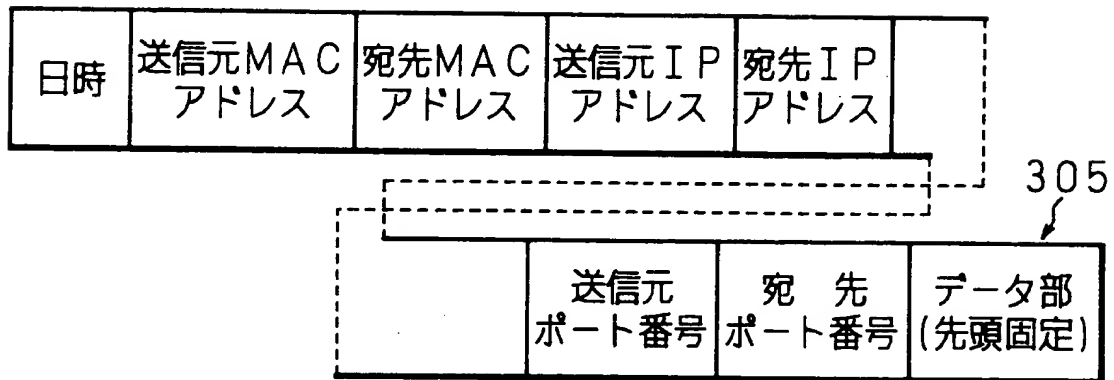 日時
送信元MAC
アドレス
宛先MAC
アドレス
送信元IP
アドレス
宛先IP
アドレス
305
送信元
ポート番号
宛 先
ポート番号
データ部
(先頭固定)